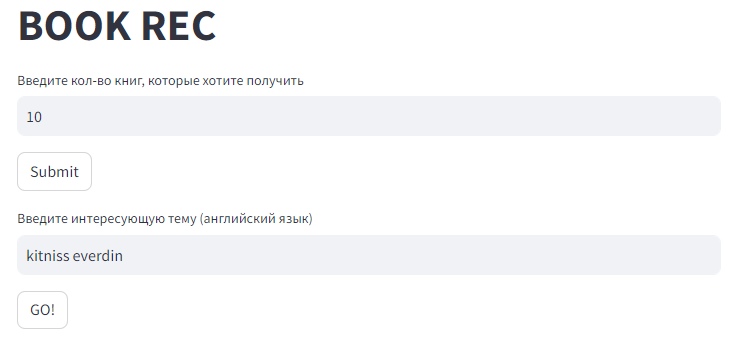 BOOK REC
Введите кол-во книг, которые хотите получить
10
Submit
Введите интересующую тему (английский язык)
kitniss everdin
GO!